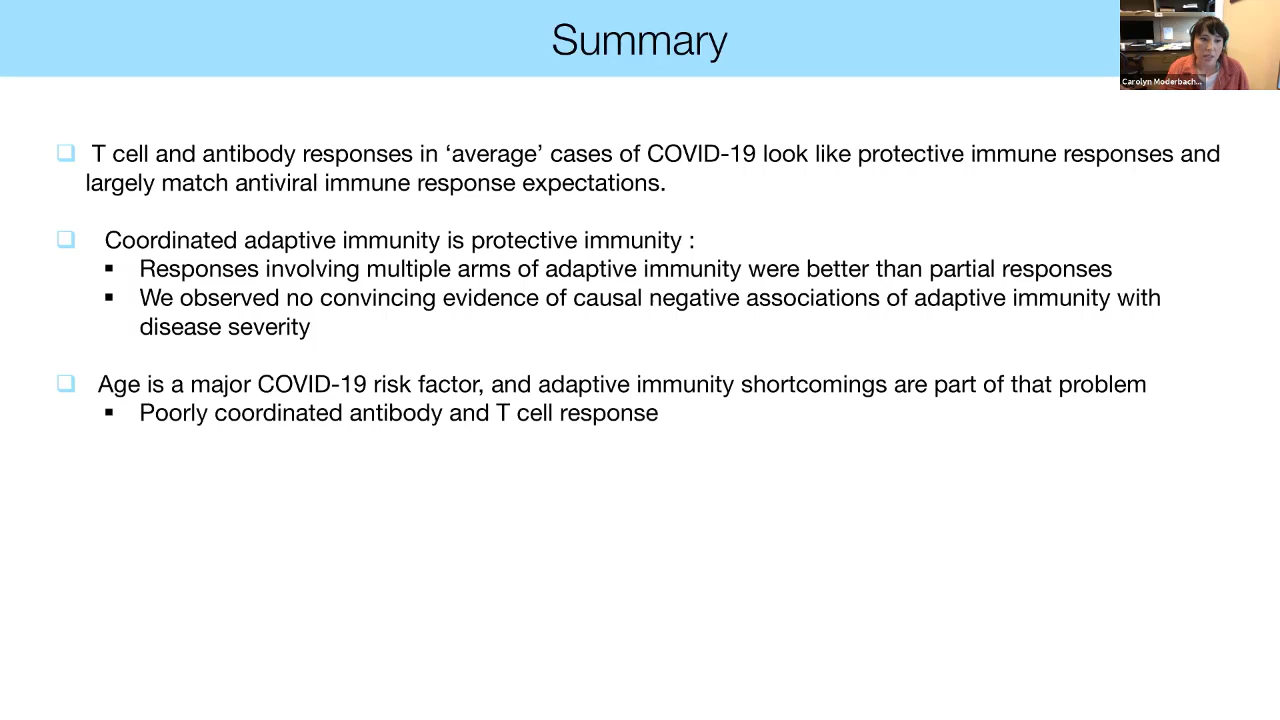 Summary
Carolyn Moderbach...
❑ T cell and antibody responses in ‘average’ cases of COVID-19 look like protective immune responses and
largely match antiviral immune response expectations.
❑ Coordinated adaptive immunity is protective immunity :
▪ Responses involving multiple arms of adaptive immunity were better than partial responses
▪ We observed no convincing evidence of causal negative associations of adaptive immunity with
disease severity
❑ Age is a major COVID-19 risk factor, and adaptive immunity shortcomings are part of that problem
▪ Poorly coordinated antibody and T cell response